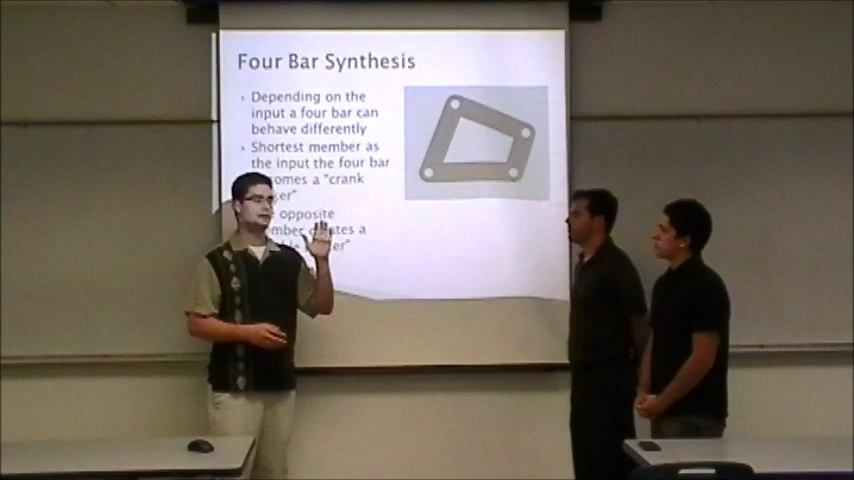 Four Bar Synthesis
Depending on the
input a four bar can
behave differently
Shortest member as
the input the four bar
a "crank
opposite
a